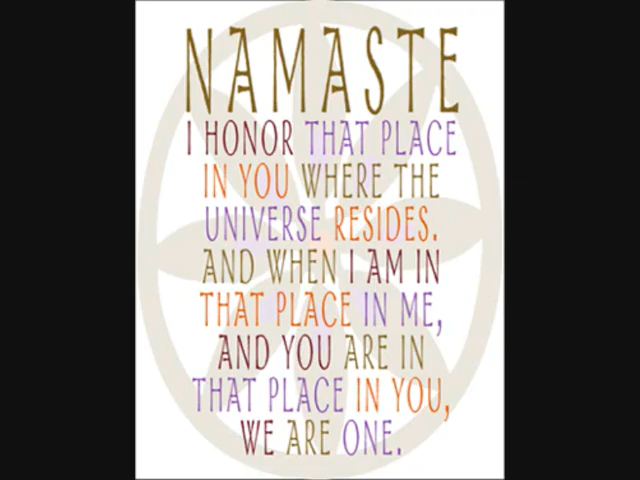 NAMASTE
I HONOR THAT PLACE
IN YOU WHERE THE
UNIVERSE RESIDES.
AND WHEN I AM IN
THAT PLACE IN ME,
AND YOU ARE IN
THAT PLACE IN YOU,
WE ARE ONE.